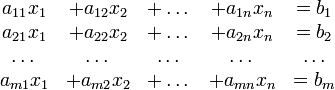 a₁₁x₁ +a₁₂x₂ +… +a₁ₙxₙ =b₁
a₂₁x₁ +a₂₂x₂ +… +a₂ₙxₙ =b₂
… … … … …
aₘ₁x₁ +aₘ₂x₂ +… +aₘₙxₙ =bₘ